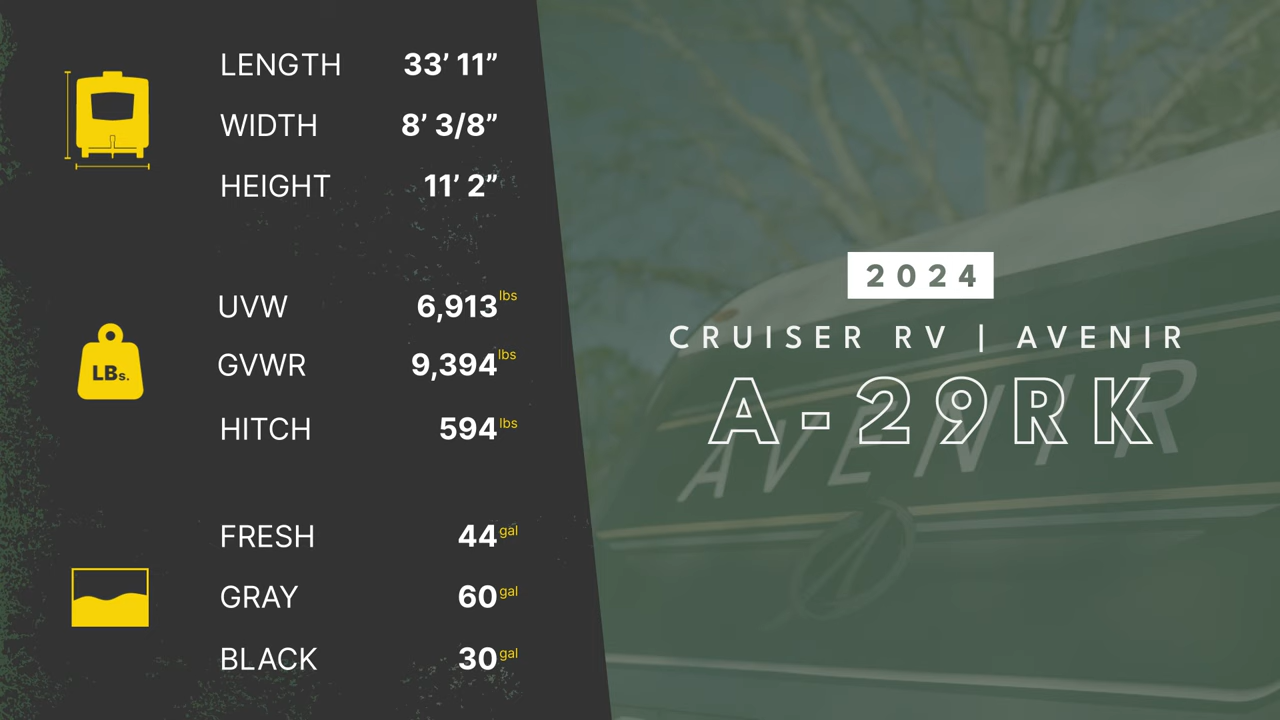 LENGTH 33’ 11”
WIDTH 8’ 3/8”
HEIGHT 11’ 2”
LBs.
UVW 6,913 lbs
GVWR 9,394 lbs
HITCH 594 lbs
FRESH 44 gal
GRAY 60 gal
BLACK 30 gal
2024
CRUISER RV | AVENIR
A-29RK
AVENIR